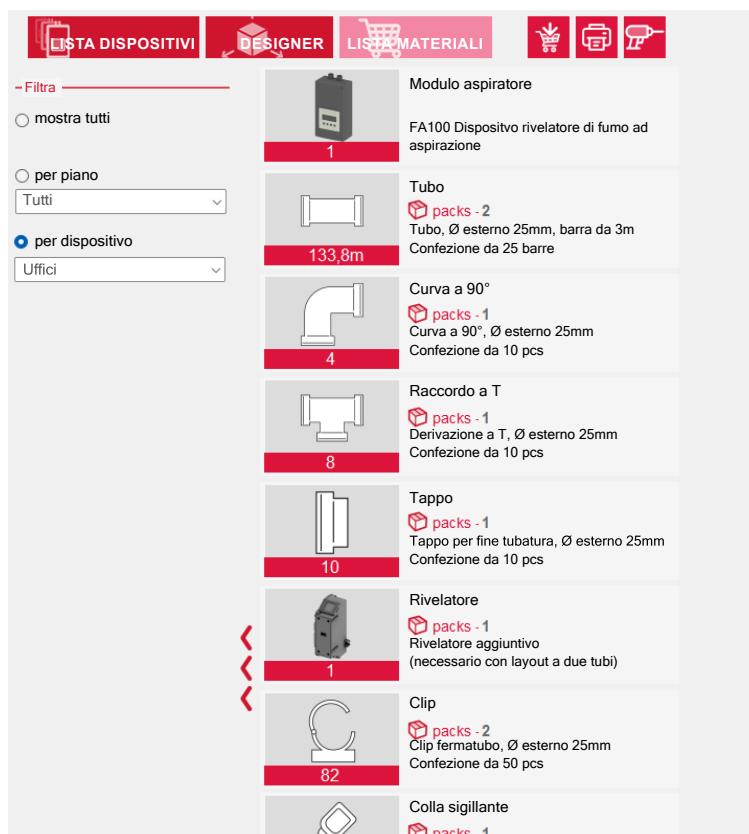 LISTA DISPOSITIVI
DESIGNER
LISTA MATERIALI
Filtra
mostra tutti
per piano
Tutti
per dispositivo
Uffici
Modulo aspiratore
FA100 Dispositvo rivelatore di fumo ad
aspirazione
1
Tubo
packs - 2
Tubo, Ø esterno 25mm, barra da 3m
Confezione da 25 barre
133,8m
Curva a 90°
packs - 1
Curva a 90°, Ø esterno 25mm
Confezione da 10 pcs
4
Raccordo a T
packs - 1
Derivazione a T, Ø esterno 25mm
Confezione da 10 pcs
8
Tappo
packs - 1
Tappo per fine tubatura, Ø esterno 25mm
Confezione da 10 pcs
10
Rivelatore
packs - 1
Rivelatore aggiuntivo
(necessario con layout a due tubi)
1
Clip
packs - 2
Clip fermatubo, Ø esterno 25mm
Confezione da 50 pcs
82
Colla sigillante
packs - 1